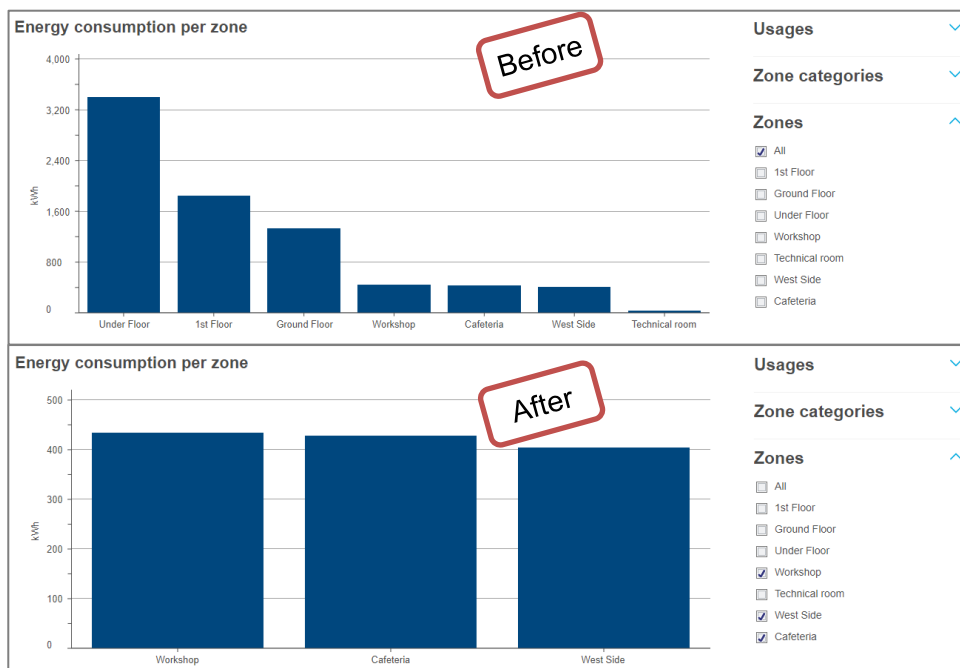 Energy consumption per zone
Before
4,000
3,200
2,400
1,600
800
0
kWh
Under Floor
1st Floor
Ground Floor
Workshop
Cafeteria
West Side
Technical room
Usages
Zone categories
Zones
All
1st Floor
Ground Floor
Under Floor
Workshop
Technical room
West Side
Cafeteria
Energy consumption per zone
After
500
400
300
200
100
0
kWh
Workshop
Cafeteria
West Side
Usages
Zone categories
Zones
All
1st Floor
Ground Floor
Under Floor
Workshop
Technical room
West Side
Cafeteria